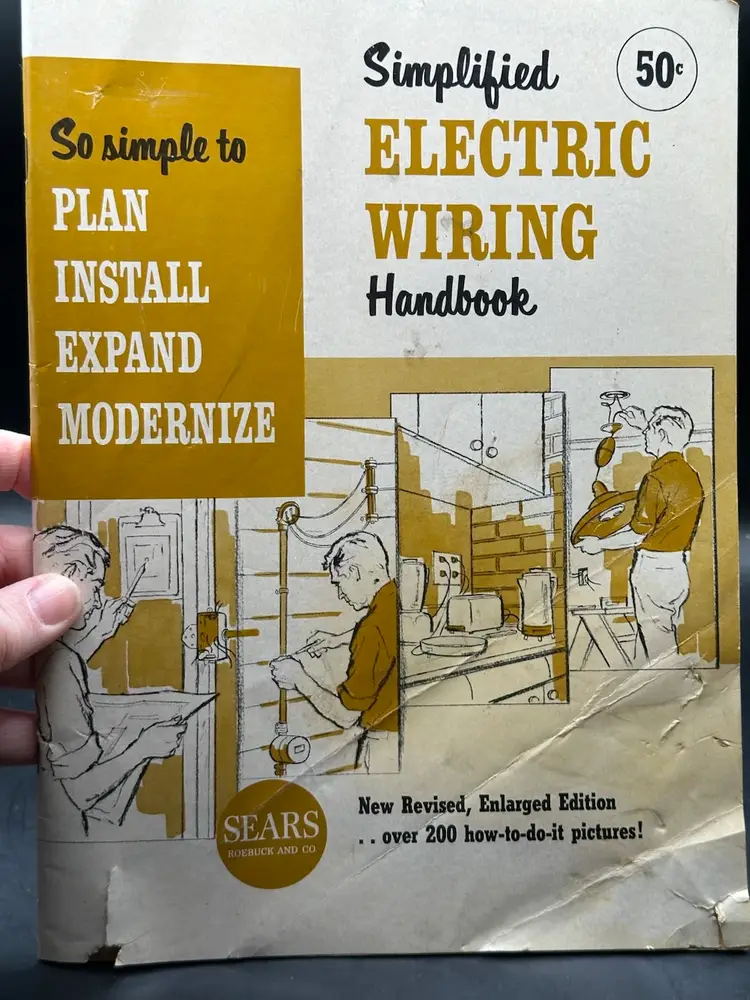 Simplified
50c
ELECTRIC
WIRING
Handbook
So simple to
PLAN
INSTALL
EXPAND
MODERNIZE
SEARS
ROEBUCK AND CO
New Revised, Enlarged Edition
. . over 200 how-to-do-it pictures!